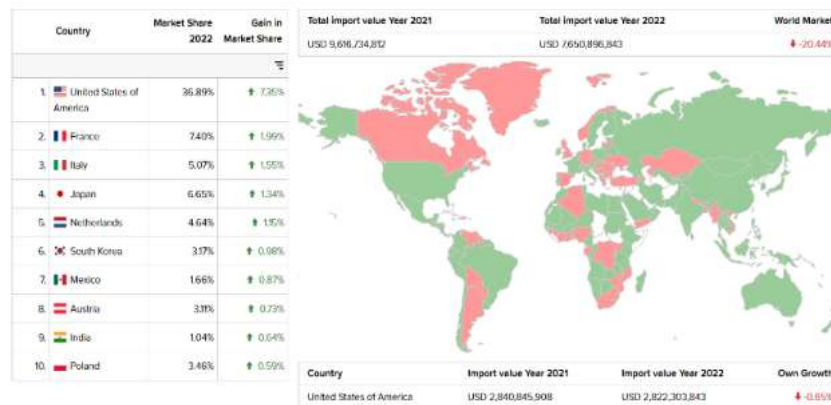 Country Market Share 2022 Gain in Market Share
1. United States of America 36.89% 7.35%
2. France 7.40% 1.99%
3. Italy 5.07% 1.55%
4. Japan 6.65% 1.34%
5. Netherlands 4.64% 1.15%
6. South Korea 3.17% 0.98%
7. Mexico 1.66% 0.87%
8. Austria 3.11% 0.73%
9. India 1.04% 0.64%
10. Poland 3.46% 0.59%
Total import value Year 2021 Total import value Year 2022 World Market
USD 9,616,734,812 USD 7,650,896,843 -20.44%
Country Import value Year 2021 Import value Year 2022 Own Growth
United States of America USD 2,840,845,908 USD 2,822,303,843 -0.65%